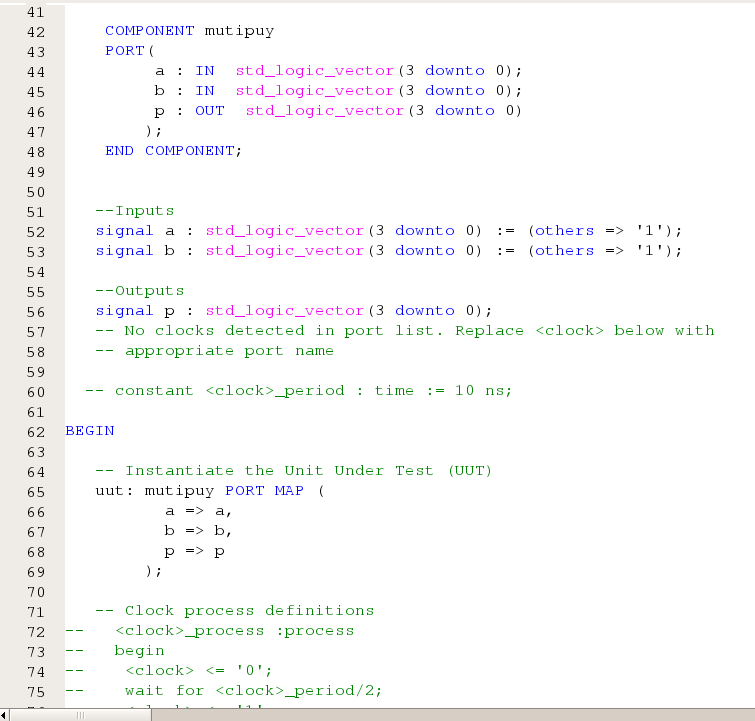 41
42 COMPONENT mutipuy
43 PORT(
44 a : IN std_logic_vector(3 downto 0);
45 b : IN std_logic_vector(3 downto 0);
46 p : OUT std_logic_vector(3 downto 0)
47 );
48 END COMPONENT;
49
50
51 --Inputs
52 signal a : std_logic_vector(3 downto 0) := (others => '1');
53 signal b : std_logic_vector(3 downto 0) := (others => '1');
54
55 --Outputs
56 signal p : std_logic_vector(3 downto 0);
57 -- No clocks detected in port list. Replace <clock> below with
58 -- appropriate port name
59
60 -- constant <clock>_period : time := 10 ns;
61
62 BEGIN
63
64 -- Instantiate the Unit Under Test (UUT)
65 uut: mutipuy PORT MAP (
66 a => a,
67 b => b,
68 p => p
69 );
70
71 -- Clock process definitions
72 -- <clock>_process :process
73 -- begin
74 -- <clock> <= '0';
75 -- wait for <clock>_period/2;